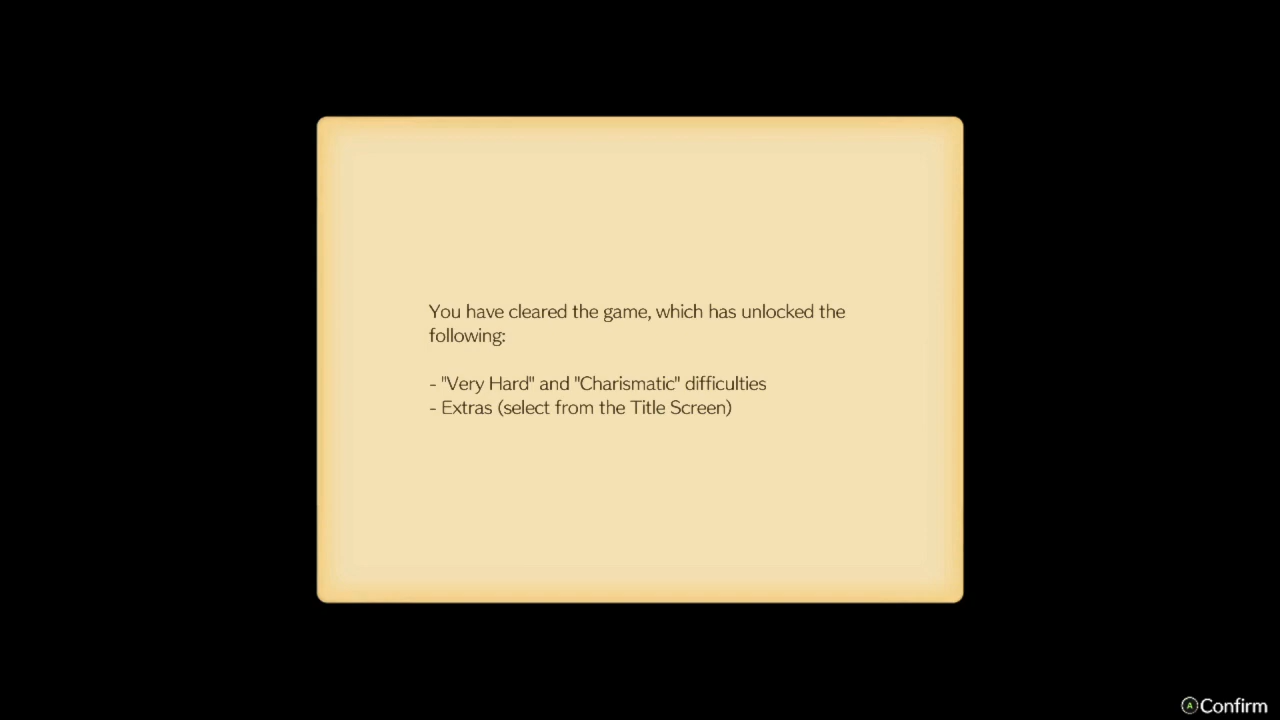 You have cleared the game, which has unlocked the
following:
- "Very Hard" and "Charismatic" difficulties
- Extras (select from the Title Screen)
A Confirm